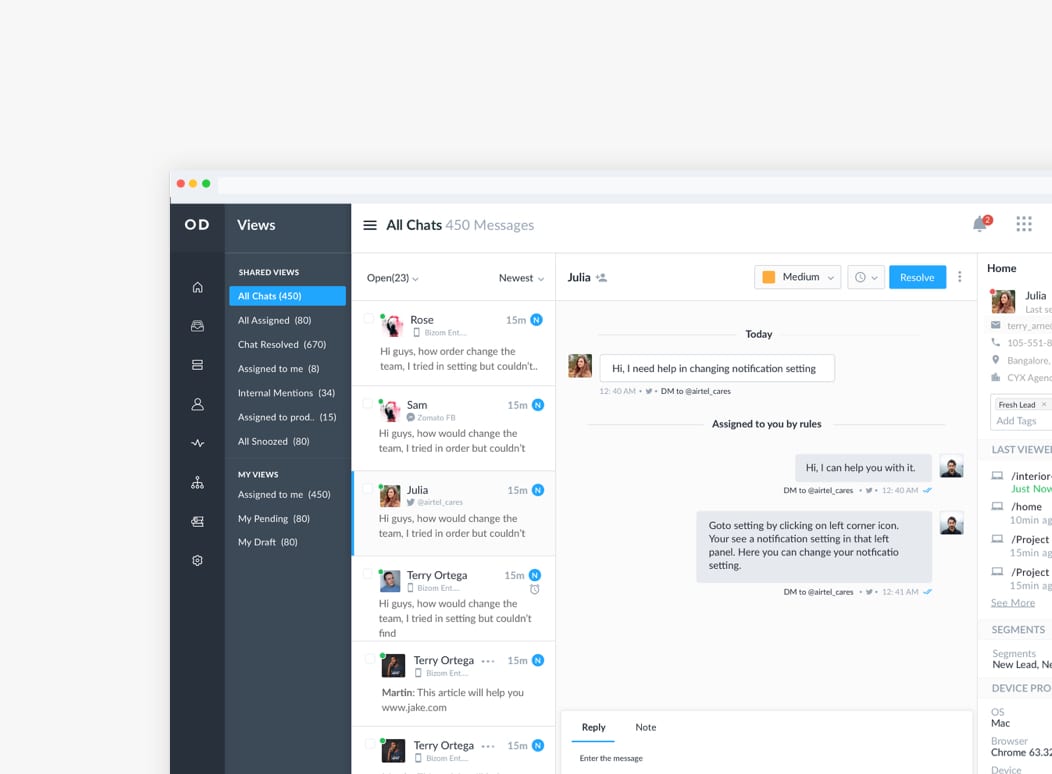 OD
Views
All Chats 450 Messages
2
SHARED VIEWS
All Chats (450)
All Assigned (80)
Chat Resolved (670)
Assigned to me (8)
Internal Mentions (34)
Assigned to prod.. (15)
All Snoozed (80)
MY VIEWS
Assigned to me (450)
My Pending (80)
My Draft (80)
Open(23)
Newest
Rose
15m N
Bizom Ent...
Hi guys, how order change the
team, I tried in setting but couldn't..
Sam
15m N
Zomato FB
Hi guys, how would change the
team, I tried in order but couldn't
Julia
15m N
@airtel_cares
Hi guys, how would change the
team, I tried in order but couldn't
Terry Ortega
15m N
Bizom Ent...
Hi guys, how would change the
team, I tried in setting but couldn't
find
Terry Ortega
15m N
Bizom Ent...
Martin: This article will help you
www.jake.com
Terry Ortega
15m N
Bizom Ent...
Julia
Medium
Resolve
Today
Hi, I need help in changing notification setting
12:40 AM • • DM to @airtel_cares
Assigned to you by rules
Hi, I can help you with it.
DM to @airtel_cares • • 12:40 AM
Goto setting by clicking on left corner icon.
Your see a notification setting in that left
panel. Here you can change your notficatio
setting.
DM to @airtel_cares • • 12:41 AM
Reply
Note
Enter the message
Home
Julia
Last se
terry_arne
105-551-8
Bangalore,
CYX Agenc
Fresh Lead ×
Add Tags
LAST VIEWE
/interior-
Just Now
/home
10min ag
/Project
15min ag
/Project
15min ag
See More
SEGMENTS
Segments
New Lead, Ne
DEVICE PRO
OS
Mac
Browser
Chrome 63.32
Device